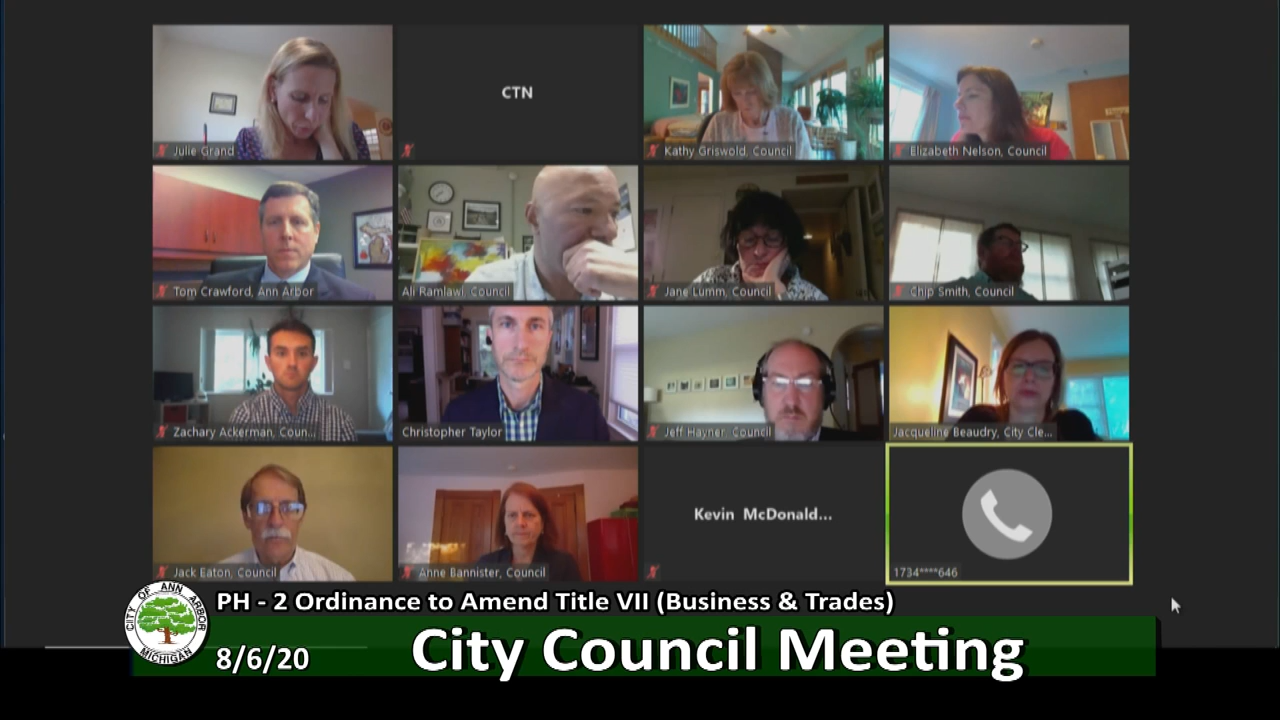 Julie Grand
CTN
Kathy Griswold, Council
Elizabeth Nelson, Council
Tom Crawford, Ann Arbor
Ali Ramlawi, Council
Jane Lumm, Council
Chip Smith, Council
Zachary Ackerman, Coun...
Christopher Taylor
Jeff Hayner, Council
Jacqueline Beaudry, City Cle...
Jack Eaton, Council
Anne Bannister, Council
Kevin McDonald...
1734****646
CITY OF ANN ARBOR
MICHIGAN
PH - 2 Ordinance to Amend Title VII (Business & Trades)
8/6/20
City Council Meeting